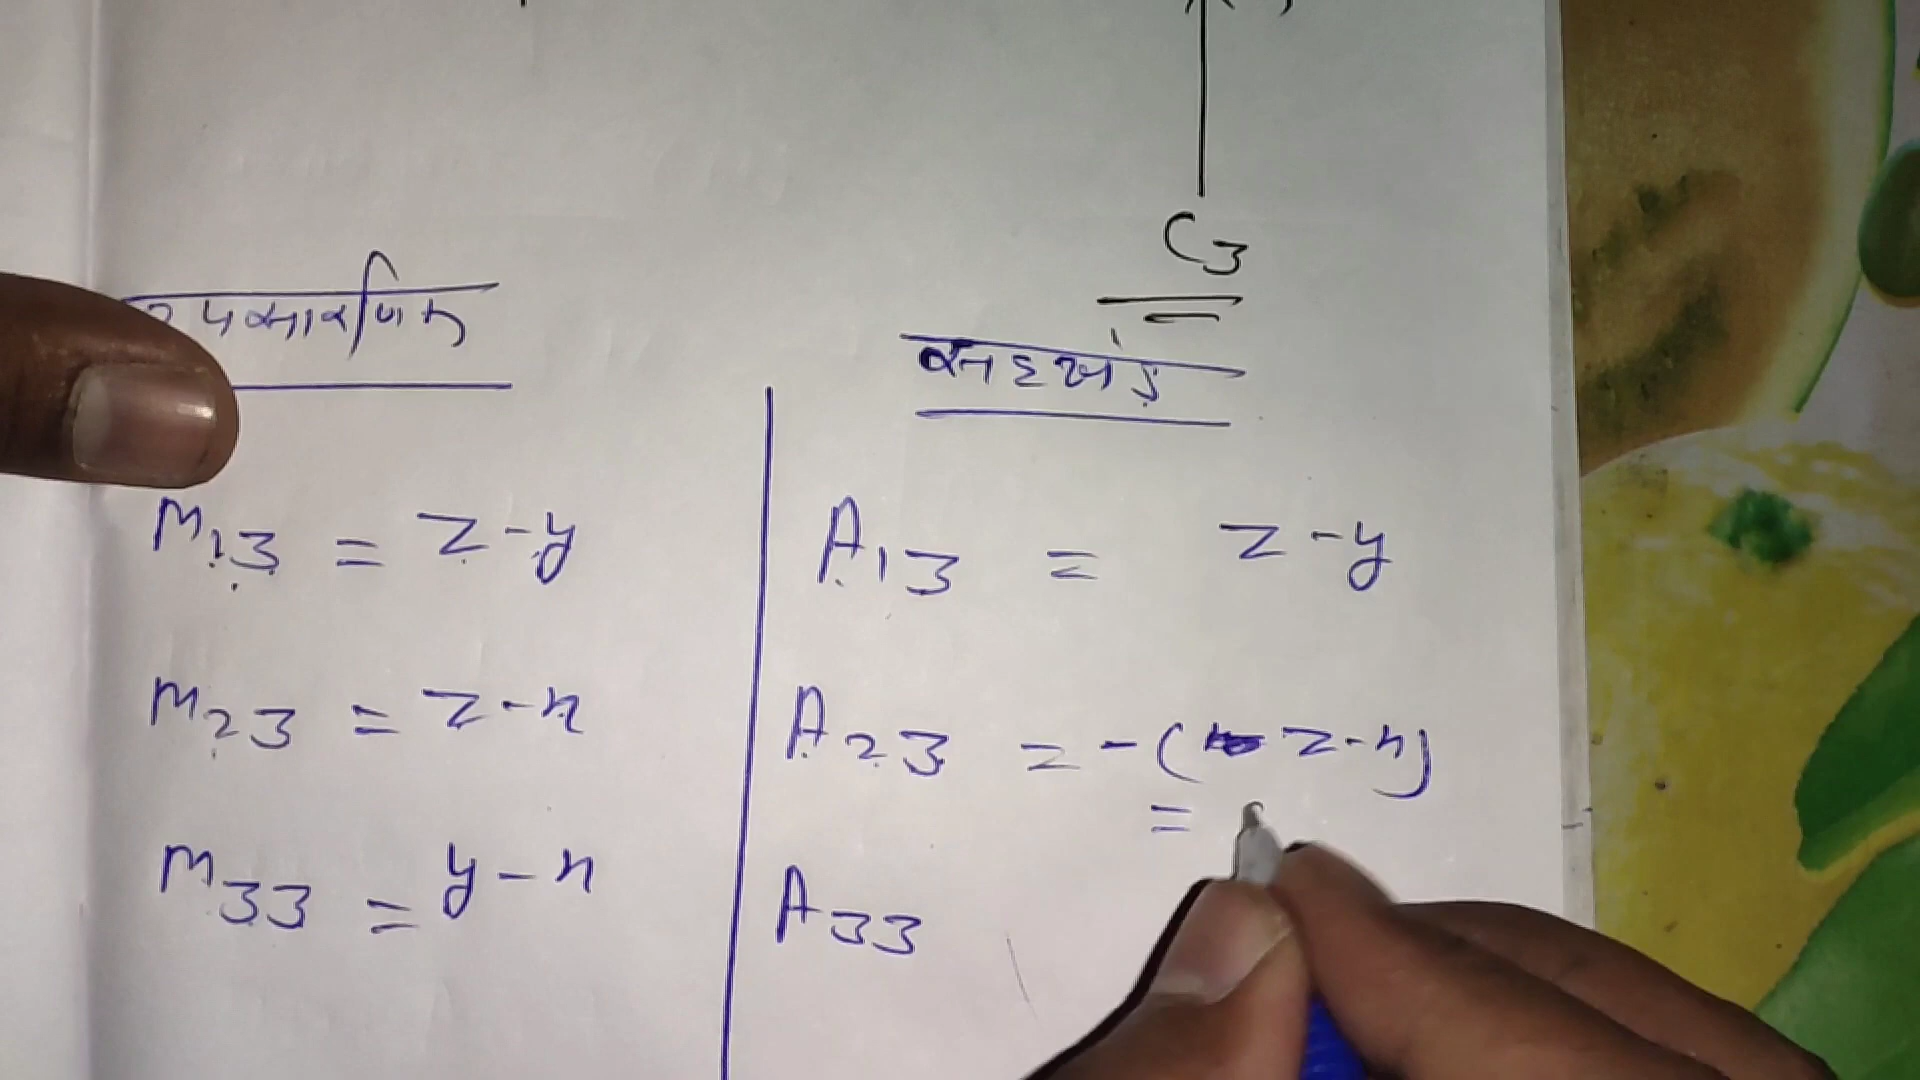 C3
उपसारणिक
सहखंड
M13 = z-y
A13 = z-y
M23 = z-x
A23 = -(z-x)
=
M33 = y-x
A33